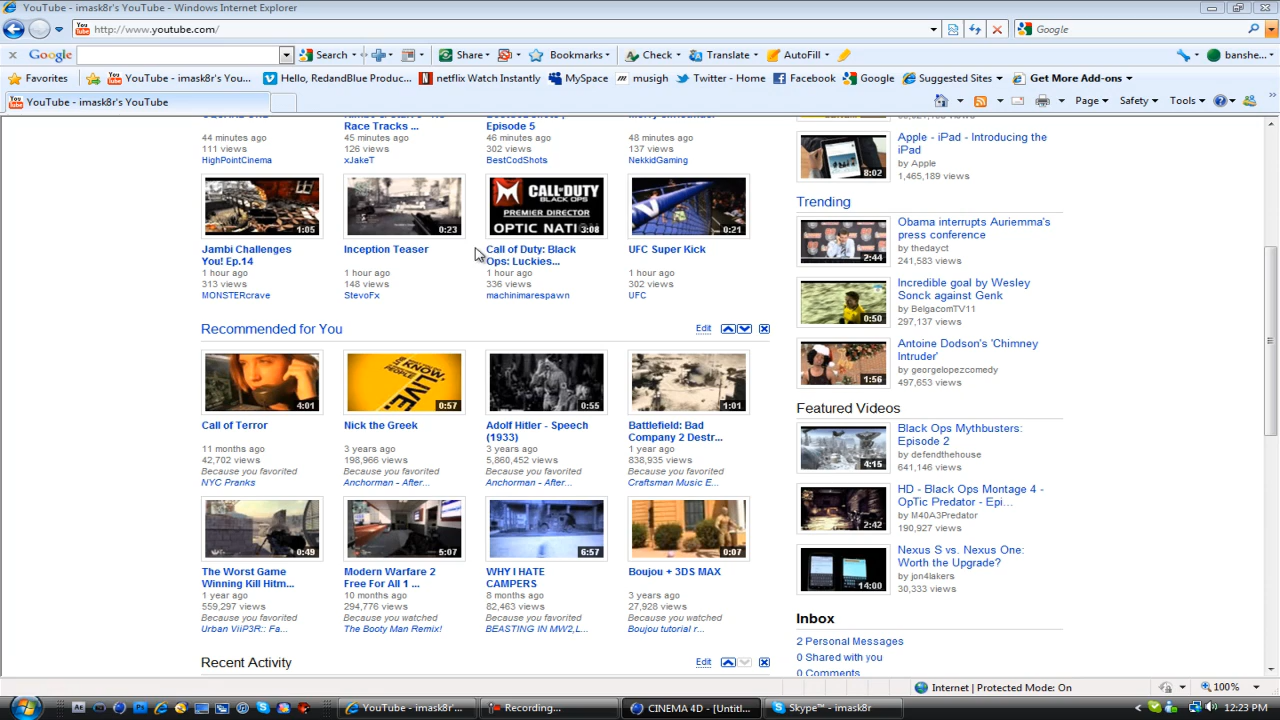 YouTube - imask8r's YouTube - Windows Internet Explorer
http://www.youtube.com/
Google
Google
Search
Share
Bookmarks
Check
Translate
AutoFill
banshe...
Favorites
YouTube - imask8r's You...
Hello, RedandBlue Produc...
netflix Watch Instantly
MySpace
musigh
Twitter - Home
Facebook
Google
Suggested Sites
Get More Add-ons
YouTube - imask8r's YouTube
Page
Safety
Tools
Race Tracks ...
Episode 5
44 minutes ago
111 views
HighPointCinema
45 minutes ago
126 views
xJakeT
46 minutes ago
302 views
BestCodShots
48 minutes ago
137 views
NekkidGaming
1:05
Jambi Challenges
You! Ep.14
1 hour ago
313 views
MONSTERcrave
0:23
Inception Teaser
1 hour ago
148 views
StevoFx
CALL OF DUTY
BLACK OPS
PREMIER DIRECTOR
OPTIC NATI
3:08
Call of Duty: Black
Ops: Luckies...
1 hour ago
336 views
machinimarespawn
0:21
UFC Super Kick
1 hour ago
302 views
UFC
Recommended for You
Edit
4:01
Call of Terror
11 months ago
42,702 views
Because you favorited
NYC Pranks
KNOW,
PEOPLE
LIVE.
0:57
Nick the Greek
3 years ago
198,966 views
Because you favorited
Anchorman - After...
0:55
Adolf Hitler - Speech
(1933)
3 years ago
5,860,452 views
Because you favorited
Anchorman - After...
1:01
Battlefield: Bad
Company 2 Destr...
1 year ago
838,935 views
Because you favorited
Craftsman Music E...
0:49
The Worst Game
Winning Kill Hitm...
1 year ago
559,297 views
Because you favorited
Urban ViiP3R:: Fa...
5:07
Modern Warfare 2
Free For All 1 ...
10 months ago
294,776 views
Because you watched
The Booty Man Remix!
6:57
WHY I HATE
CAMPERS
8 months ago
82,463 views
Because you favorited
BEASTING IN MW2,L...
0:07
Boujou + 3DS MAX
3 years ago
27,928 views
Because you watched
Boujou tutorial r...
Recent Activity
Edit
8:02
Apple - iPad - Introducing the
iPad
by Apple
1,465,189 views
Trending
2:44
Obama interrupts Auriemma's
press conference
by thedayct
241,583 views
0:50
Incredible goal by Wesley
Sonck against Genk
by BelgacomTV11
297,137 views
1:56
Antoine Dodson's 'Chimney
Intruder'
by georgelopezcomedy
497,653 views
Featured Videos
4:15
Black Ops Mythbusters:
Episode 2
by defendthehouse
641,146 views
2:42
HD - Black Ops Montage 4 -
OpTic Predator - Epi...
by M40A3Predator
190,927 views
14:00
Nexus S vs. Nexus One:
Worth the Upgrade?
by jon4lakers
30,333 views
Inbox
2 Personal Messages
0 Shared with you
0 Comments
Internet | Protected Mode: On
100%
YouTube - imask8r'...
Recording...
CINEMA 4D - [Untitl...
Skype™ - imask8r
12:23 PM